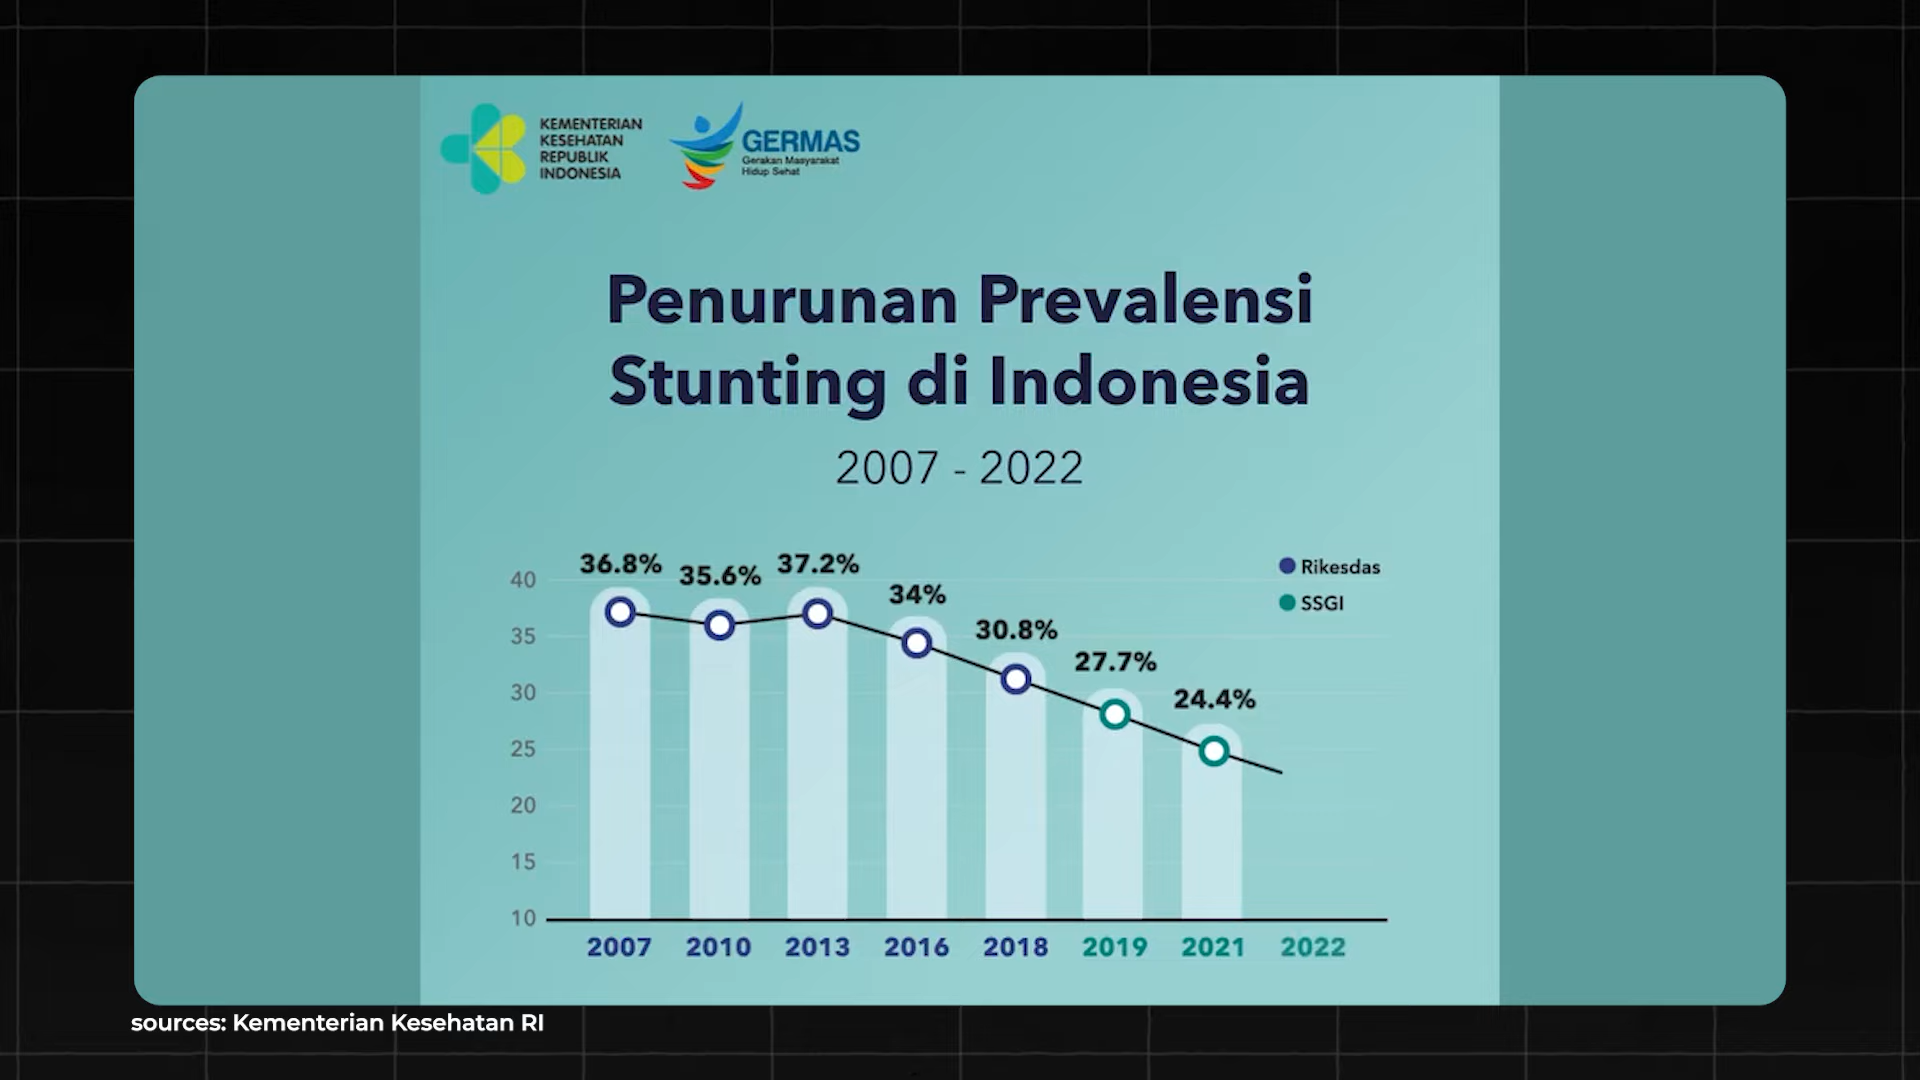 KEMENTERIAN
KESEHATAN
REPUBLIK
INDONESIA
GERMAS
Gerakan Masyarakat
Hidup Sehat
Penurunan Prevalensi
Stunting di Indonesia
2007 - 2022
Rikesdas
SSGI
36.8%
35.6%
37.2%
34%
30.8%
27.7%
24.4%
40
35
30
25
20
15
10
2007 2010 2013 2016 2018 2019 2021 2022
sources: Kementerian Kesehatan RI